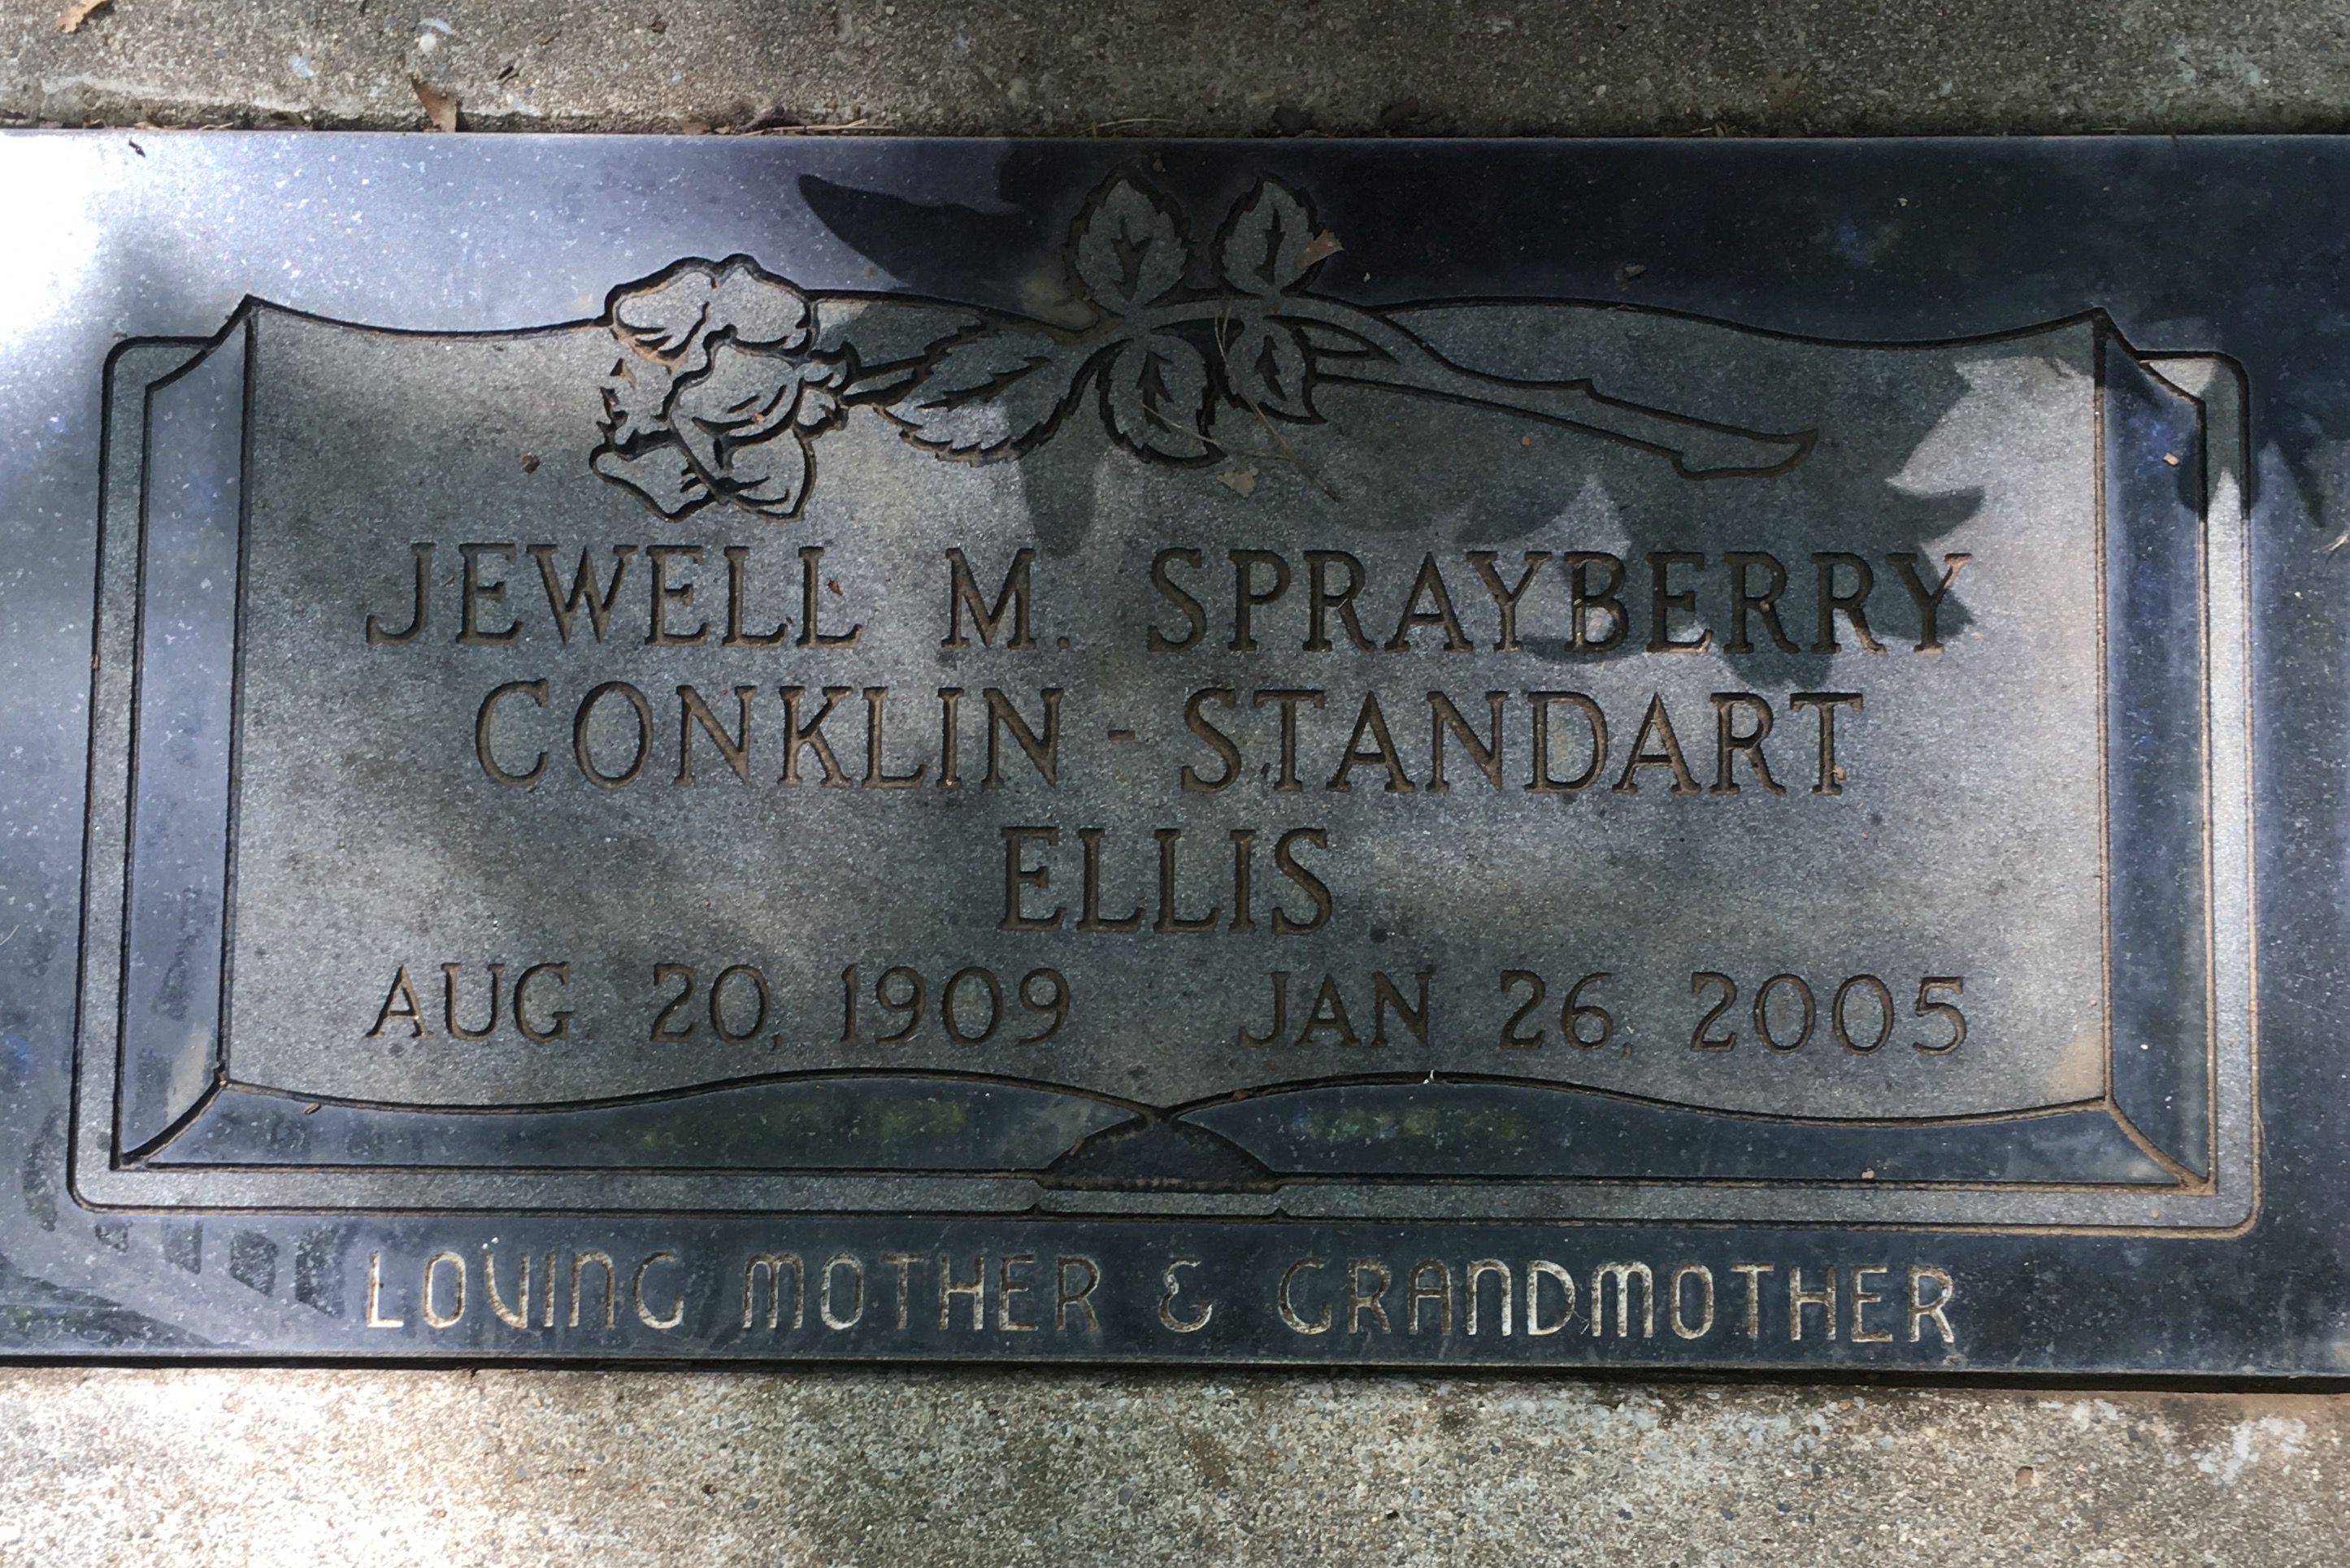 JEWELL M. SPRAYBERRY
CONKLIN - STANDART
ELLIS
AUG 20, 1909 JAN 26, 2005
LOVING MOTHER & GRANDMOTHER